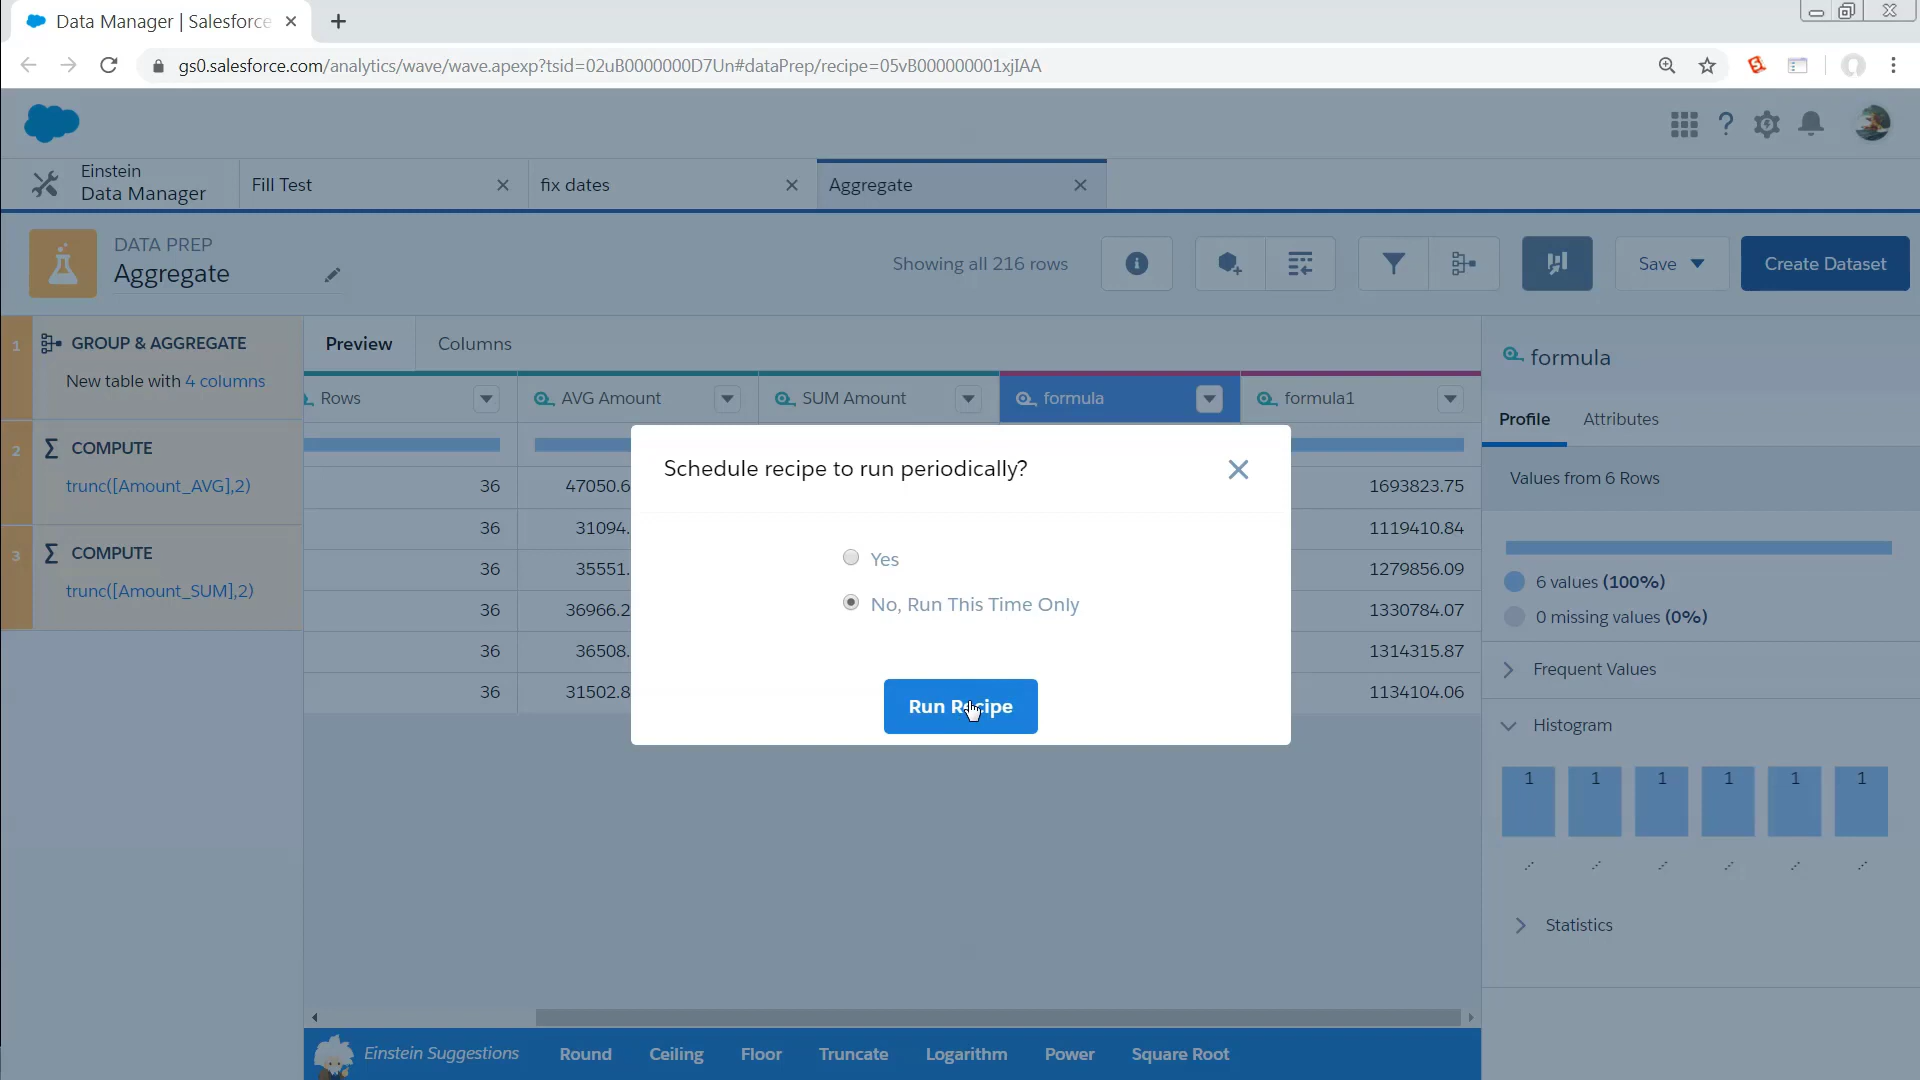 Data Manager | Salesforce
gs0.salesforce.com/analytics/wave/wave.apexp?tsid=02uB0000000D7Un#dataPrep/recipe=05vB000000001xjIAA
Einstein
Data Manager
Fill Test
fix dates
Aggregate
DATA PREP
Aggregate
Showing all 216 rows
Save
Create Dataset
1
GROUP & AGGREGATE
New table with 4 columns
2
COMPUTE
trunc([Amount_AVG],2)
3
COMPUTE
trunc([Amount_SUM],2)
Preview
Columns
Rows
AVG Amount
SUM Amount
formula
formula1
36 47050.6 1693823.75
36 31094. 1119410.84
36 35551. 1279856.09
36 36966.2 1330784.07
36 36508. 1314315.87
36 31502.8 1134104.06
Schedule recipe to run periodically?
Yes
No, Run This Time Only
Run Recipe
formula
Profile
Attributes
Values from 6 Rows
6 values (100%)
0 missing values (0%)
Frequent Values
Histogram
1 1 1 1 1 1
Statistics
Einstein Suggestions
Round
Ceiling
Floor
Truncate
Logarithm
Power
Square Root